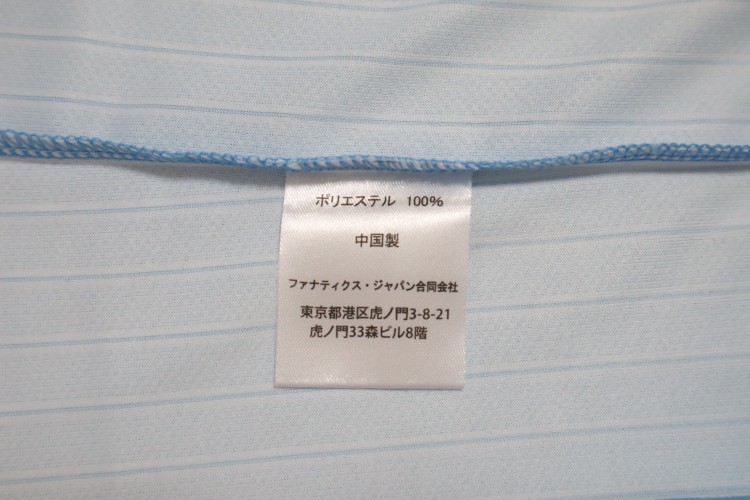 ポリエステル 100%
中国製
ファナティクス・ジャパン合同会社
東京都港区虎ノ門3-8-21
虎ノ門33森ビル8階